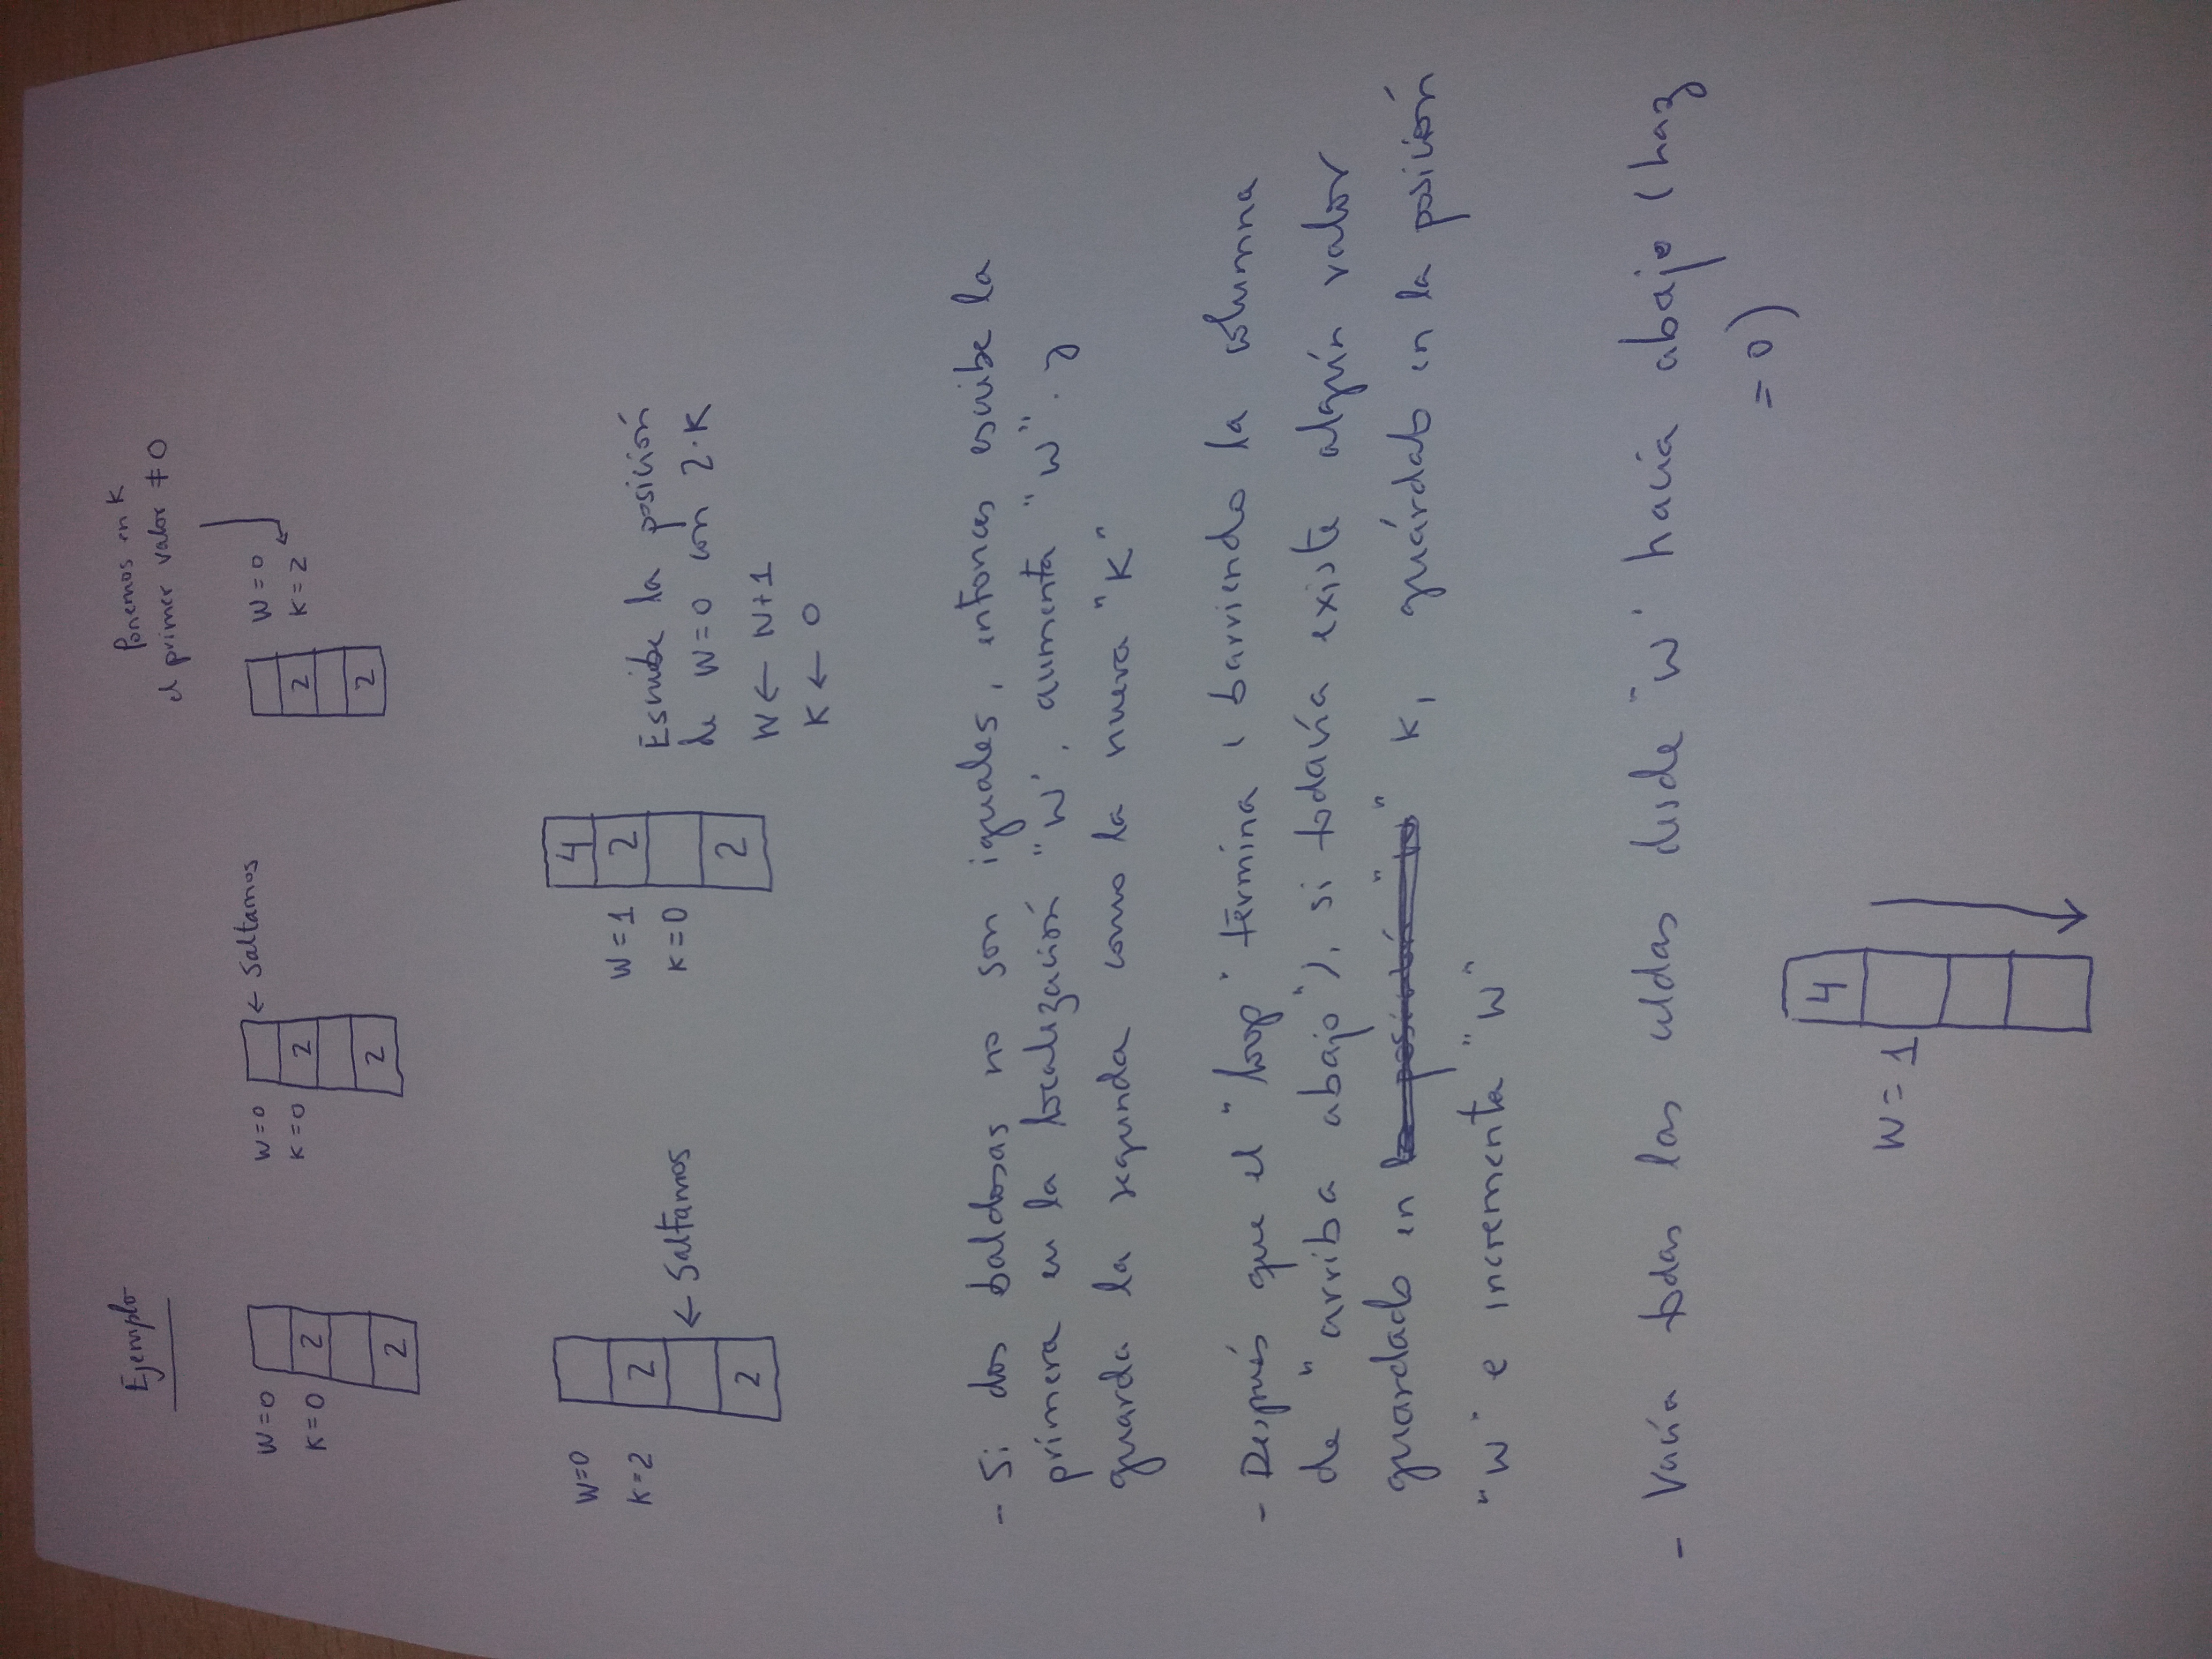 Ejemplo
Ponemos en K
el primer valor ≠ 0
W=0
K=0
2
2
W=0
K=0
← Saltamos
2
2
W=0
K=2
2
2
W=0
K=2
2
← Saltamos
2
4
W=1
2
K=0
2
Escribe la posición
de W=0 con 2·K
W ← W+1
K ← 0
- Si dos baldosas no son iguales, entonces escribe la
primera en la localización "W", aumenta "W". y
guarda la segunda como la nueva "K"
- Después que el "loop" términa (barriendo la columna
de "arriba abajo"), si todavía existe algún valor
guardado en la posición "W" K, guárdalo en la posición
"W" e incrementa "W"
- Vacía todas las celdas desde "W" hacía abajo (haz
= 0)
4
W=1